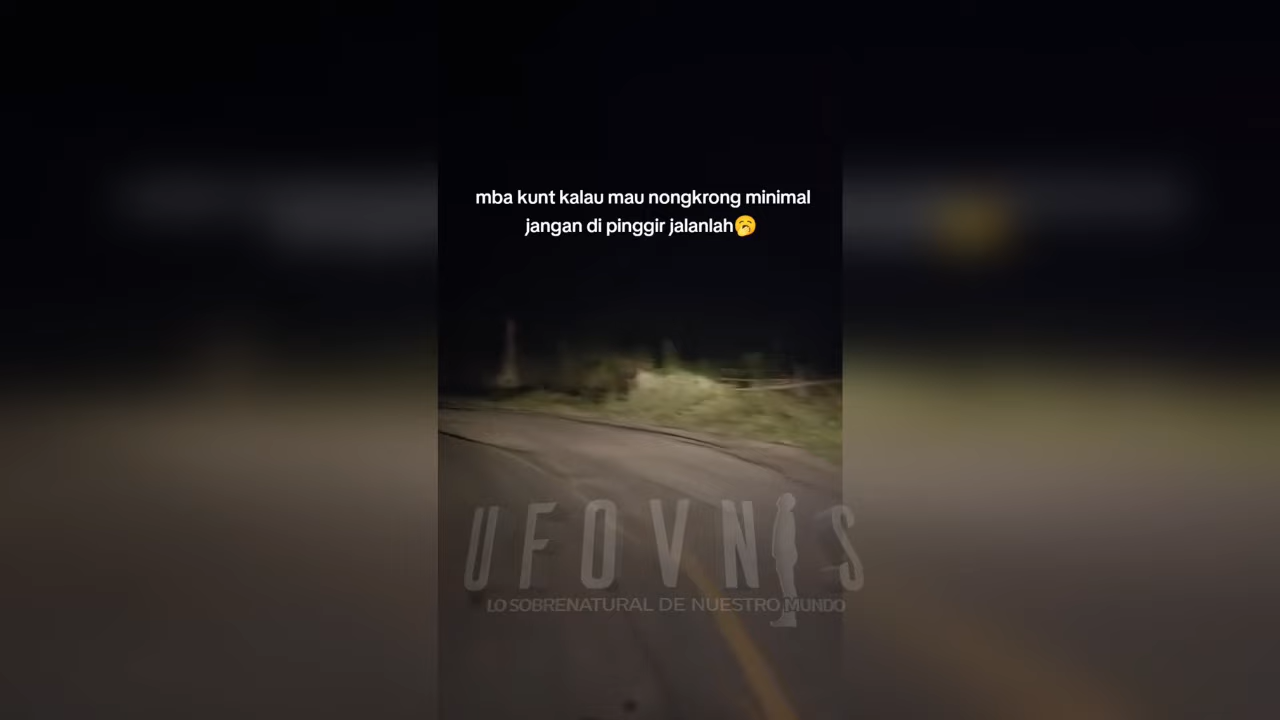 mba kunt kalau mau nongkrong minimal
jangan di pinggir jalanlah🥱
UFOVNIS
LO SOBRENATURAL DE NUESTRO MUNDO